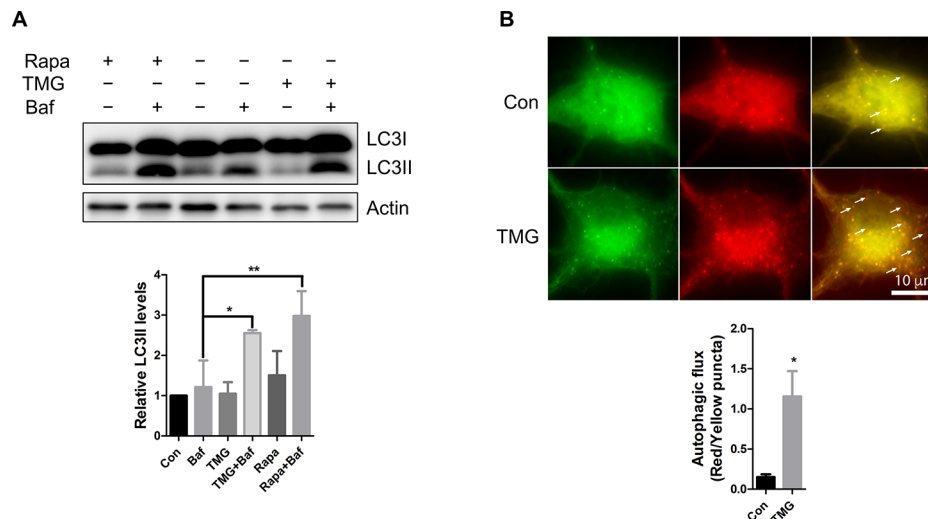 A
Rapa + + – – – –
TMG – – – – + +
Baf – + – + – +
LC3I
LC3II
Actin
Relative LC3II levels
4
3
2
1
0
*
**
Con
Baf
TMG
TMG+Baf
Rapa
Rapa+Baf
B
Con
TMG
10 μm
Autophagic flux
(Red/Yellow puncta)
2.0
1.5
1.0
0.5
0.0
*
Con
TMG